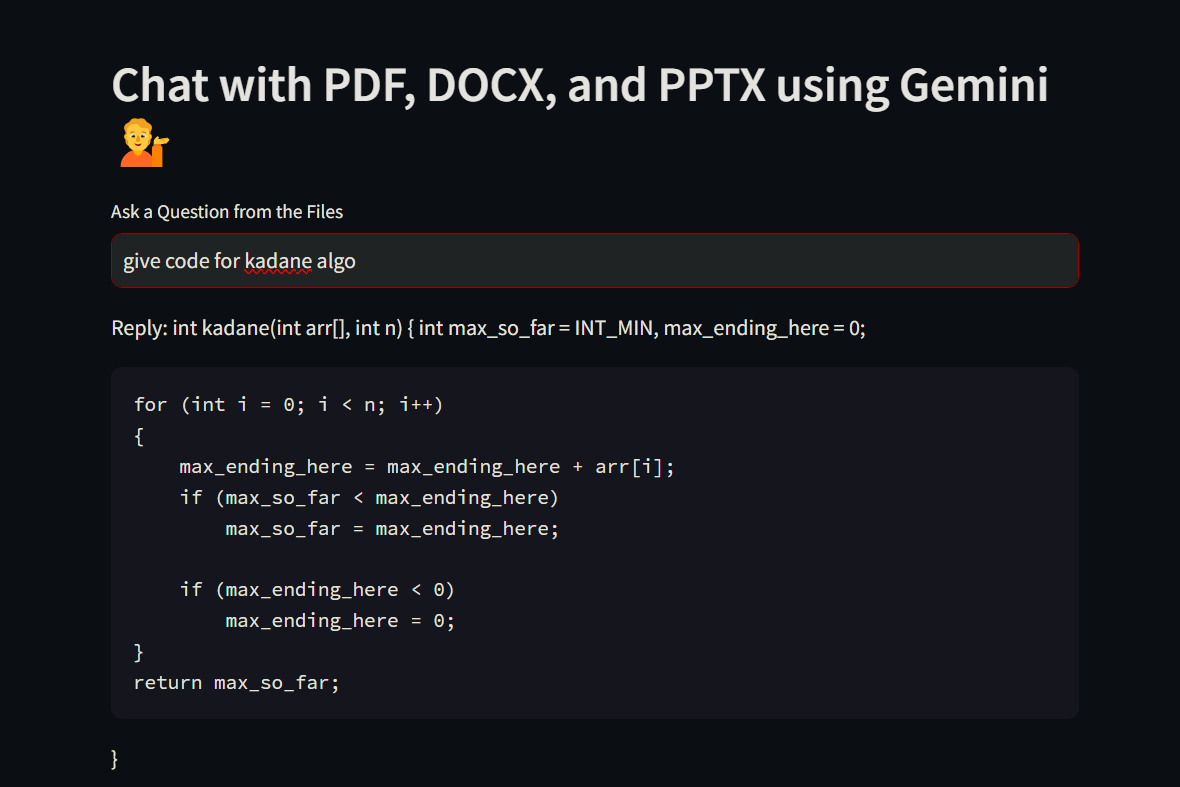 Chat with PDF, DOCX, and PPTX using Gemini
Ask a Question from the Files
give code for kadane algo
Reply: int kadane(int arr[], int n) { int max_so_far = INT_MIN, max_ending_here = 0;
for (int i = 0; i < n; i++)
{
    max_ending_here = max_ending_here + arr[i];
    if (max_so_far < max_ending_here)
        max_so_far = max_ending_here;
    if (max_ending_here < 0)
        max_ending_here = 0;
}
return max_so_far;
}